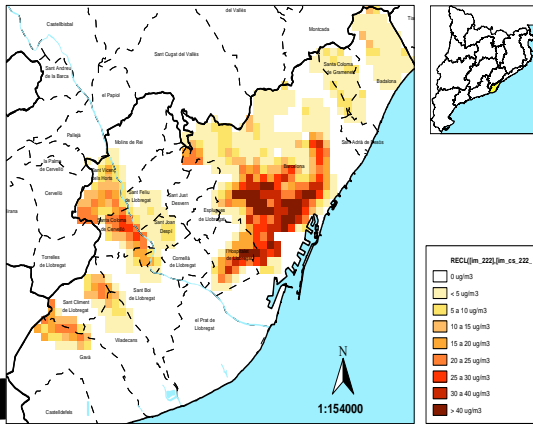 del Vallès
Castellbisbal
Montcada
Sant Cugat del Vallès
Sant Andreu
de la Barca
Santa Coloma
de Gramenet
Badalona
el Papiol
Pallejà
Molins de Rei
Sant Adrià de Besòs
la Palma
de Cervelló
Sant Vicenç
dels Horts
Barcelona
Cervelló
Sant Feliu
de Llobregat
Sant Just
Desvern
Esplugues
de Llobregat
Santa Coloma
de Cervelló
Sant Joan
Despí
l'Hospitalet
de Llobregat
Torrelles
de Llobregat
Cornellà
de Llobregat
Sant Boi
de Llobregat
Sant Climent
de Llobregat
el Prat de
Llobregat
Viladecans
Gavà
Castelldefels
N
1:154000
RECL([im_222],[im_cs_222_
0 ug/m3
< 5 ug/m3
5 a 10 ug/m3
10 a 15 ug/m3
15 a 20 ug/m3
20 a 25 ug/m3
25 a 30 ug/m3
30 a 40 ug/m3
> 40 ug/m3